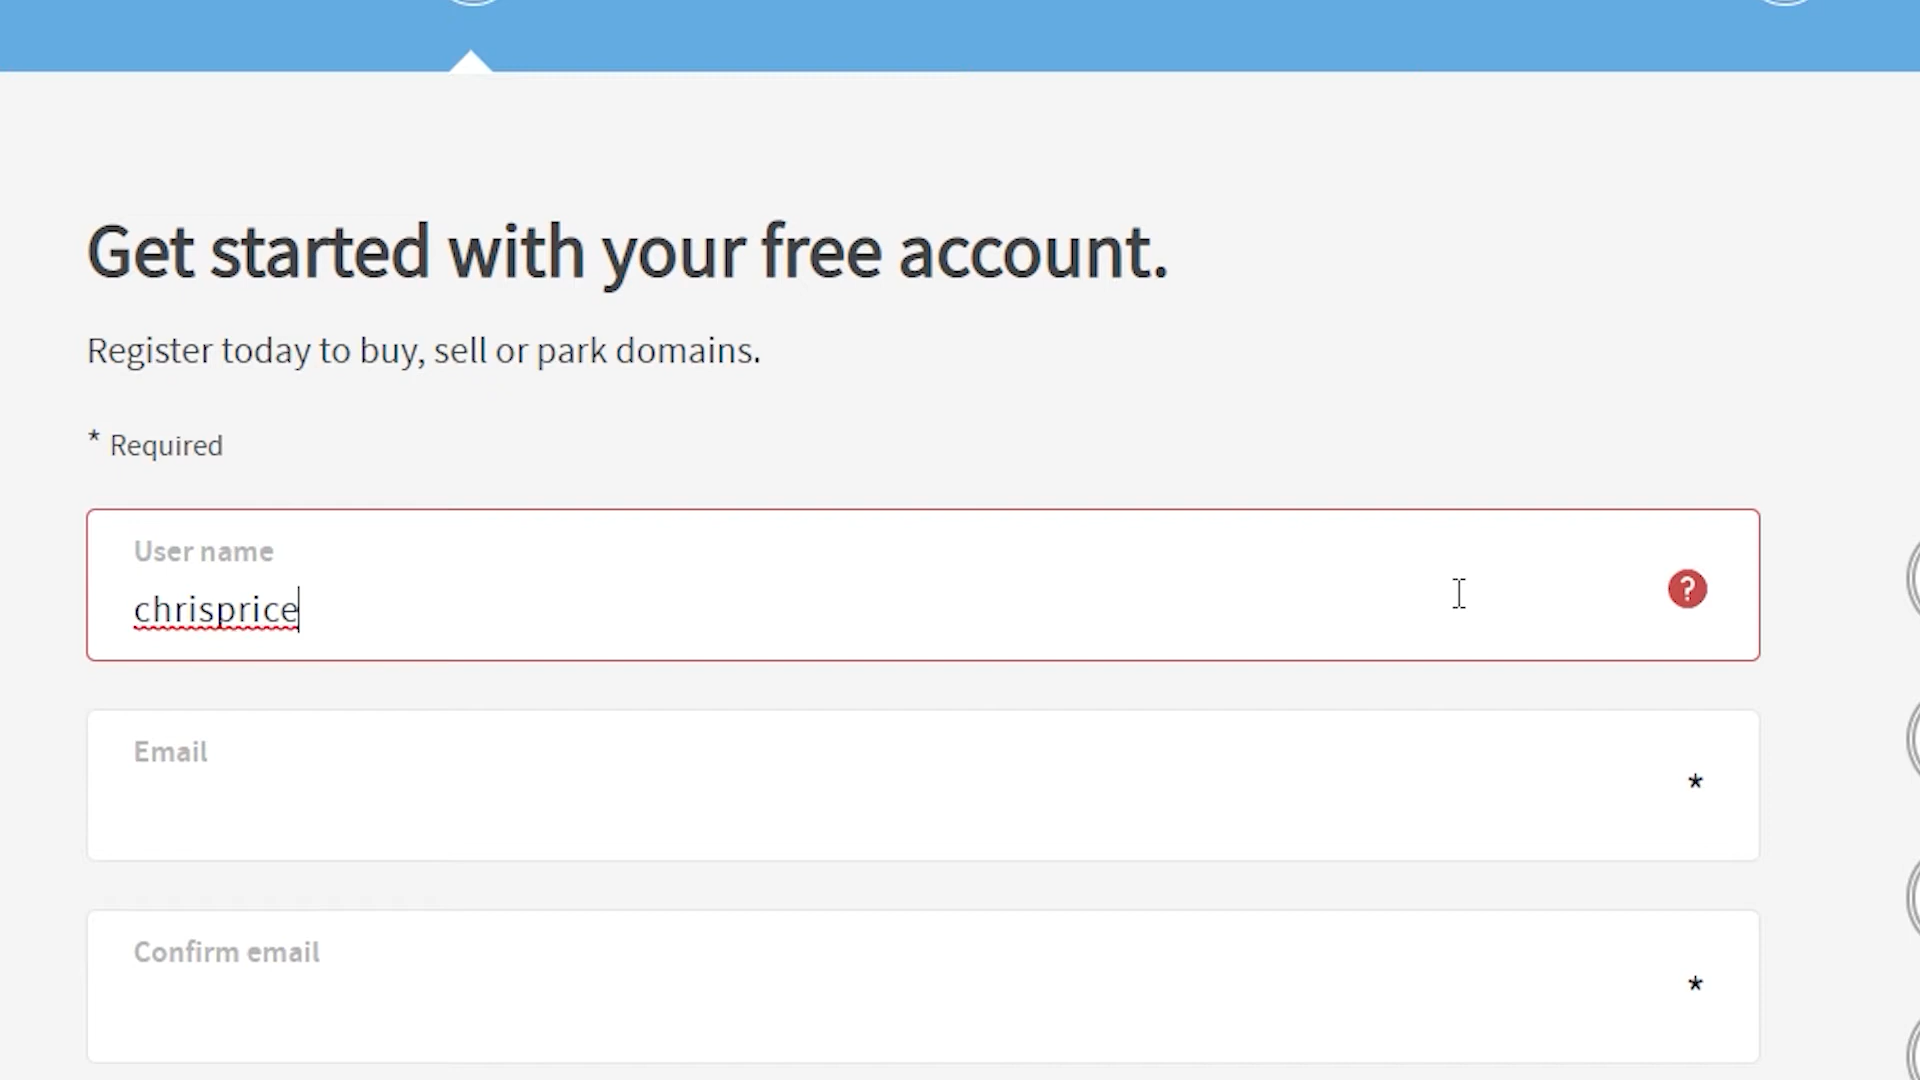 Get started with your free account.
Register today to buy, sell or park domains.
* Required
User name
chrisprice
?
Email
*
Confirm email
*